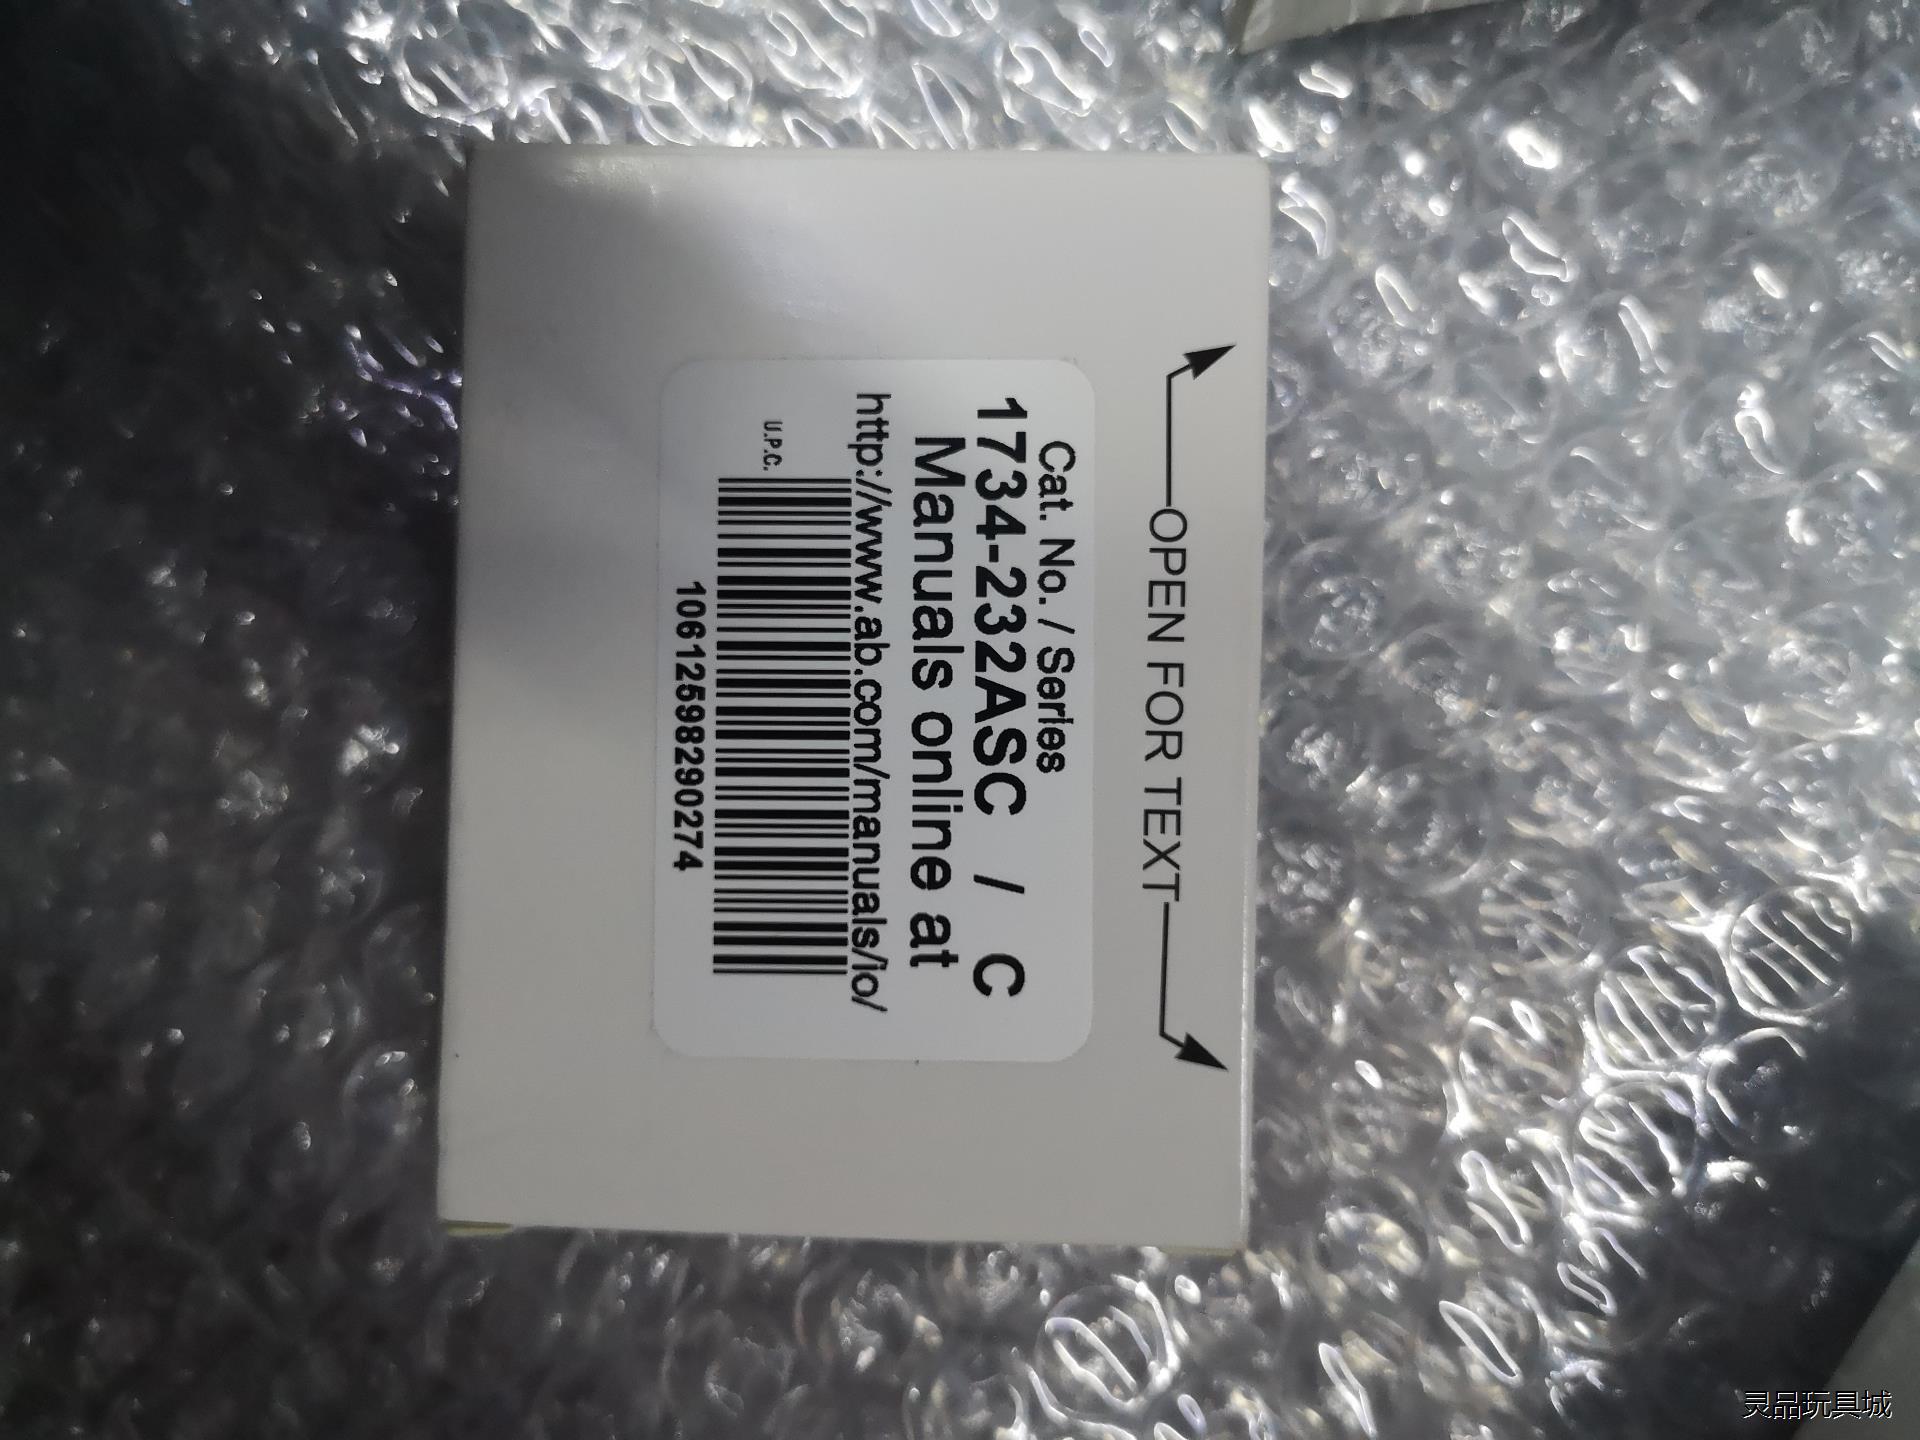 OPEN FOR TEXT
Cat. No. / Series
1734-232ASC / C
Manuals online at
http://www.ab.com/manuals/io/
U.P.C.
10612598290274
灵品玩具城